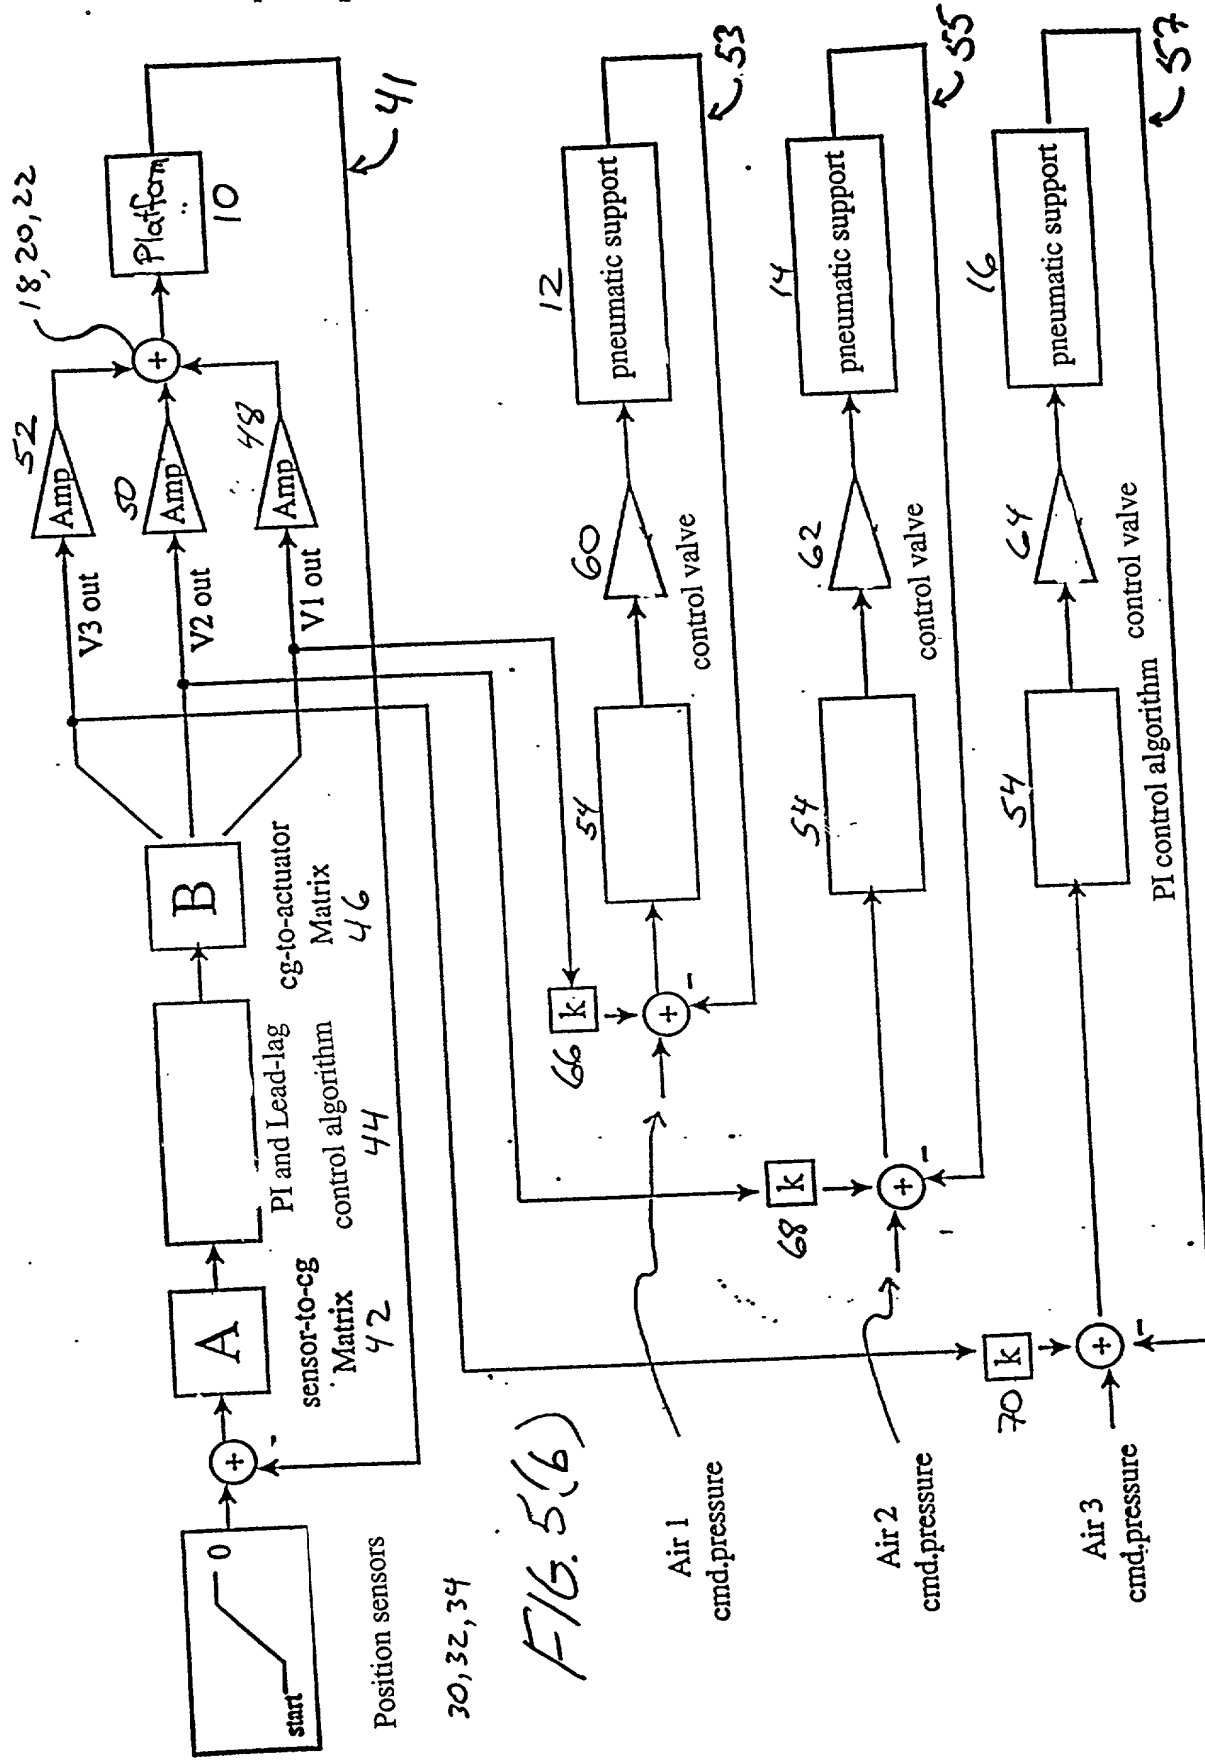 start
0
Position sensors
30, 32, 34
+
-
A
sensor-to-cg
Matrix
42
PI and Lead-lag
control algorithm
44
B
cg-to-actuator
Matrix
46
V3 out
V2 out
V1 out
Amp
52
Amp
50
Amp
48
+
18, 20, 22
Platform
10
41
FIG. 5(b)
Air 1
cmd.pressure
66
k
+
-
54
60
control valve
12
pneumatic support
53
Air 2
cmd.pressure
68
k
+
-
54
62
control valve
14
pneumatic support
55
Air 3
cmd.pressure
70
k
+
-
54
PI control algorithm
64
control valve
16
pneumatic support
57